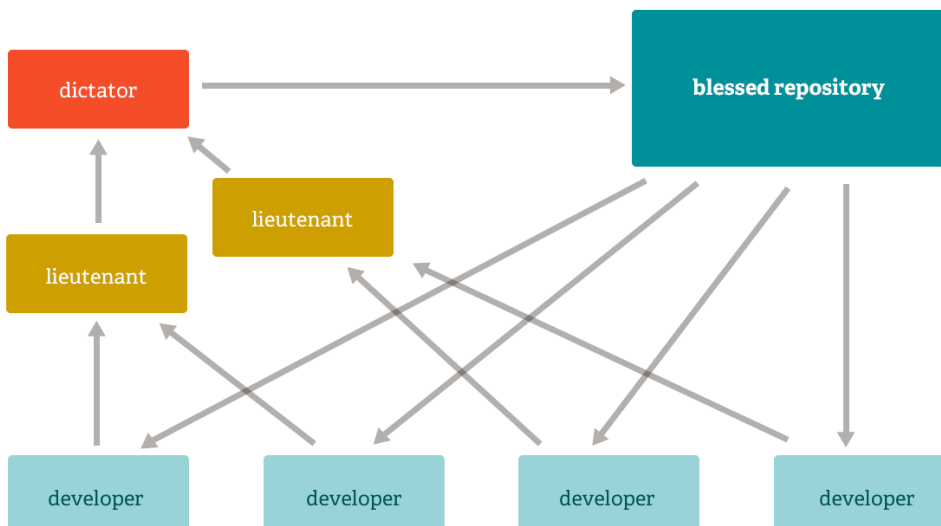 dictator
blessed repository
lieutenant
lieutenant
developer
developer
developer
developer